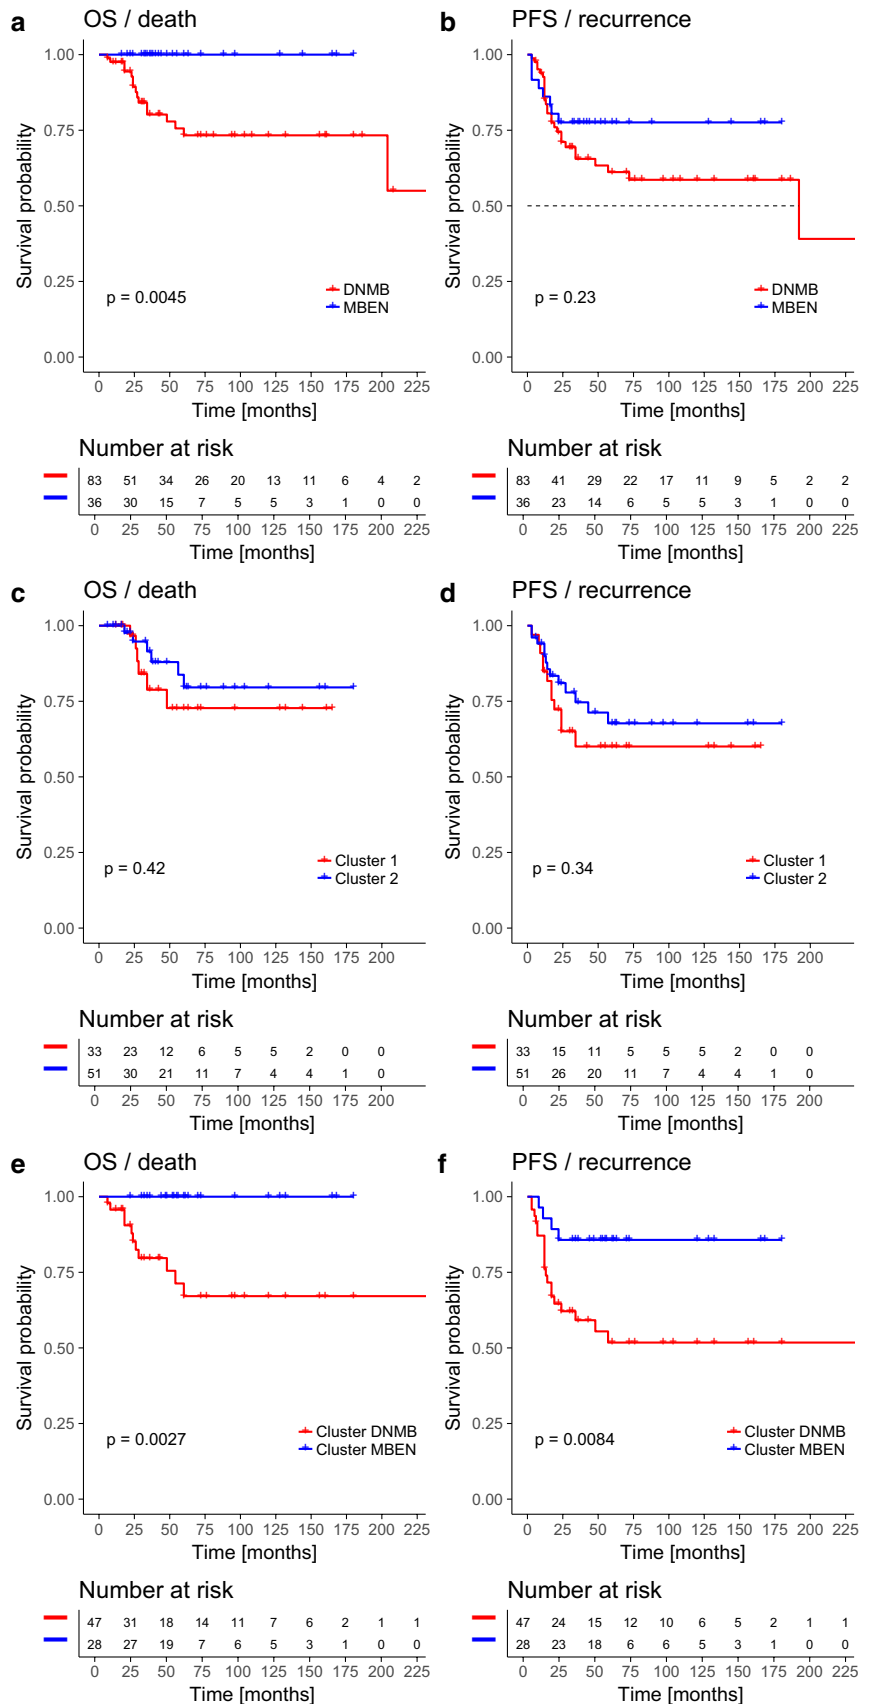 a
OS / death
1.00
0.75
0.50
0.25
0.00
Survival probability
p = 0.0045
DNMB
MBEN
0 25 50 75 100 125 150 175 200 225
Time [months]
Number at risk
83 51 34 26 20 13 11 6 4 2
36 30 15 7 5 5 3 1 0 0
0 25 50 75 100 125 150 175 200 225
Time [months]
b
PFS / recurrence
1.00
0.75
0.50
0.25
0.00
Survival probability
p = 0.23
DNMB
MBEN
0 25 50 75 100 125 150 175 200 225
Time [months]
Number at risk
83 41 29 22 17 11 9 5 2 2
36 23 14 6 5 5 3 1 0 0
0 25 50 75 100 125 150 175 200 225
Time [months]
c
OS / death
1.00
0.75
0.50
0.25
0.00
Survival probability
p = 0.42
Cluster 1
Cluster 2
0 25 50 75 100 125 150 175 200
Time [months]
Number at risk
33 23 12 6 5 5 2 0 0
51 30 21 11 7 4 4 1 0
0 25 50 75 100 125 150 175 200
Time [months]
d
PFS / recurrence
1.00
0.75
0.50
0.25
0.00
Survival probability
p = 0.34
Cluster 1
Cluster 2
0 25 50 75 100 125 150 175 200
Time [months]
Number at risk
33 15 11 5 5 5 2 0 0
51 26 20 11 7 4 4 1 0
0 25 50 75 100 125 150 175 200
Time [months]
e
OS / death
1.00
0.75
0.50
0.25
0.00
Survival probability
p = 0.0027
Cluster DNMB
Cluster MBEN
0 25 50 75 100 125 150 175 200 225
Time [months]
Number at risk
47 31 18 14 11 7 6 2 1 1
28 27 19 7 6 5 3 1 0 0
0 25 50 75 100 125 150 175 200 225
Time [months]
f
PFS / recurrence
1.00
0.75
0.50
0.25
0.00
Survival probability
p = 0.0084
Cluster DNMB
Cluster MBEN
0 25 50 75 100 125 150 175 200 225
Time [months]
Number at risk
47 24 15 12 10 6 5 2 1 1
28 23 18 6 6 5 3 1 0 0
0 25 50 75 100 125 150 175 200 225
Time [months]